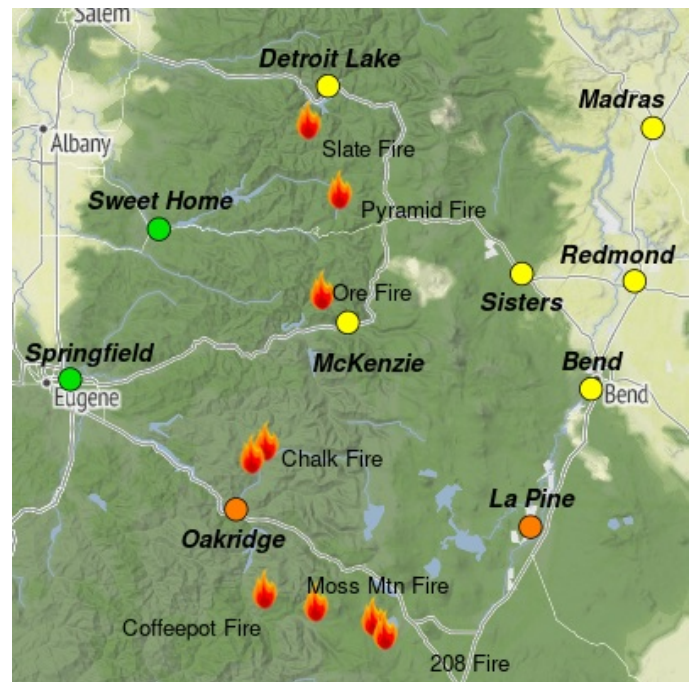 Salem
Detroit Lake
Madras
Albany
Slate Fire
Sweet Home
Pyramid Fire
Redmond
Ore Fire
Sisters
Springfield
McKenzie
Bend
Eugene
Bend
Chalk Fire
La Pine
Oakridge
Moss Mtn Fire
Coffeepot Fire
208 Fire